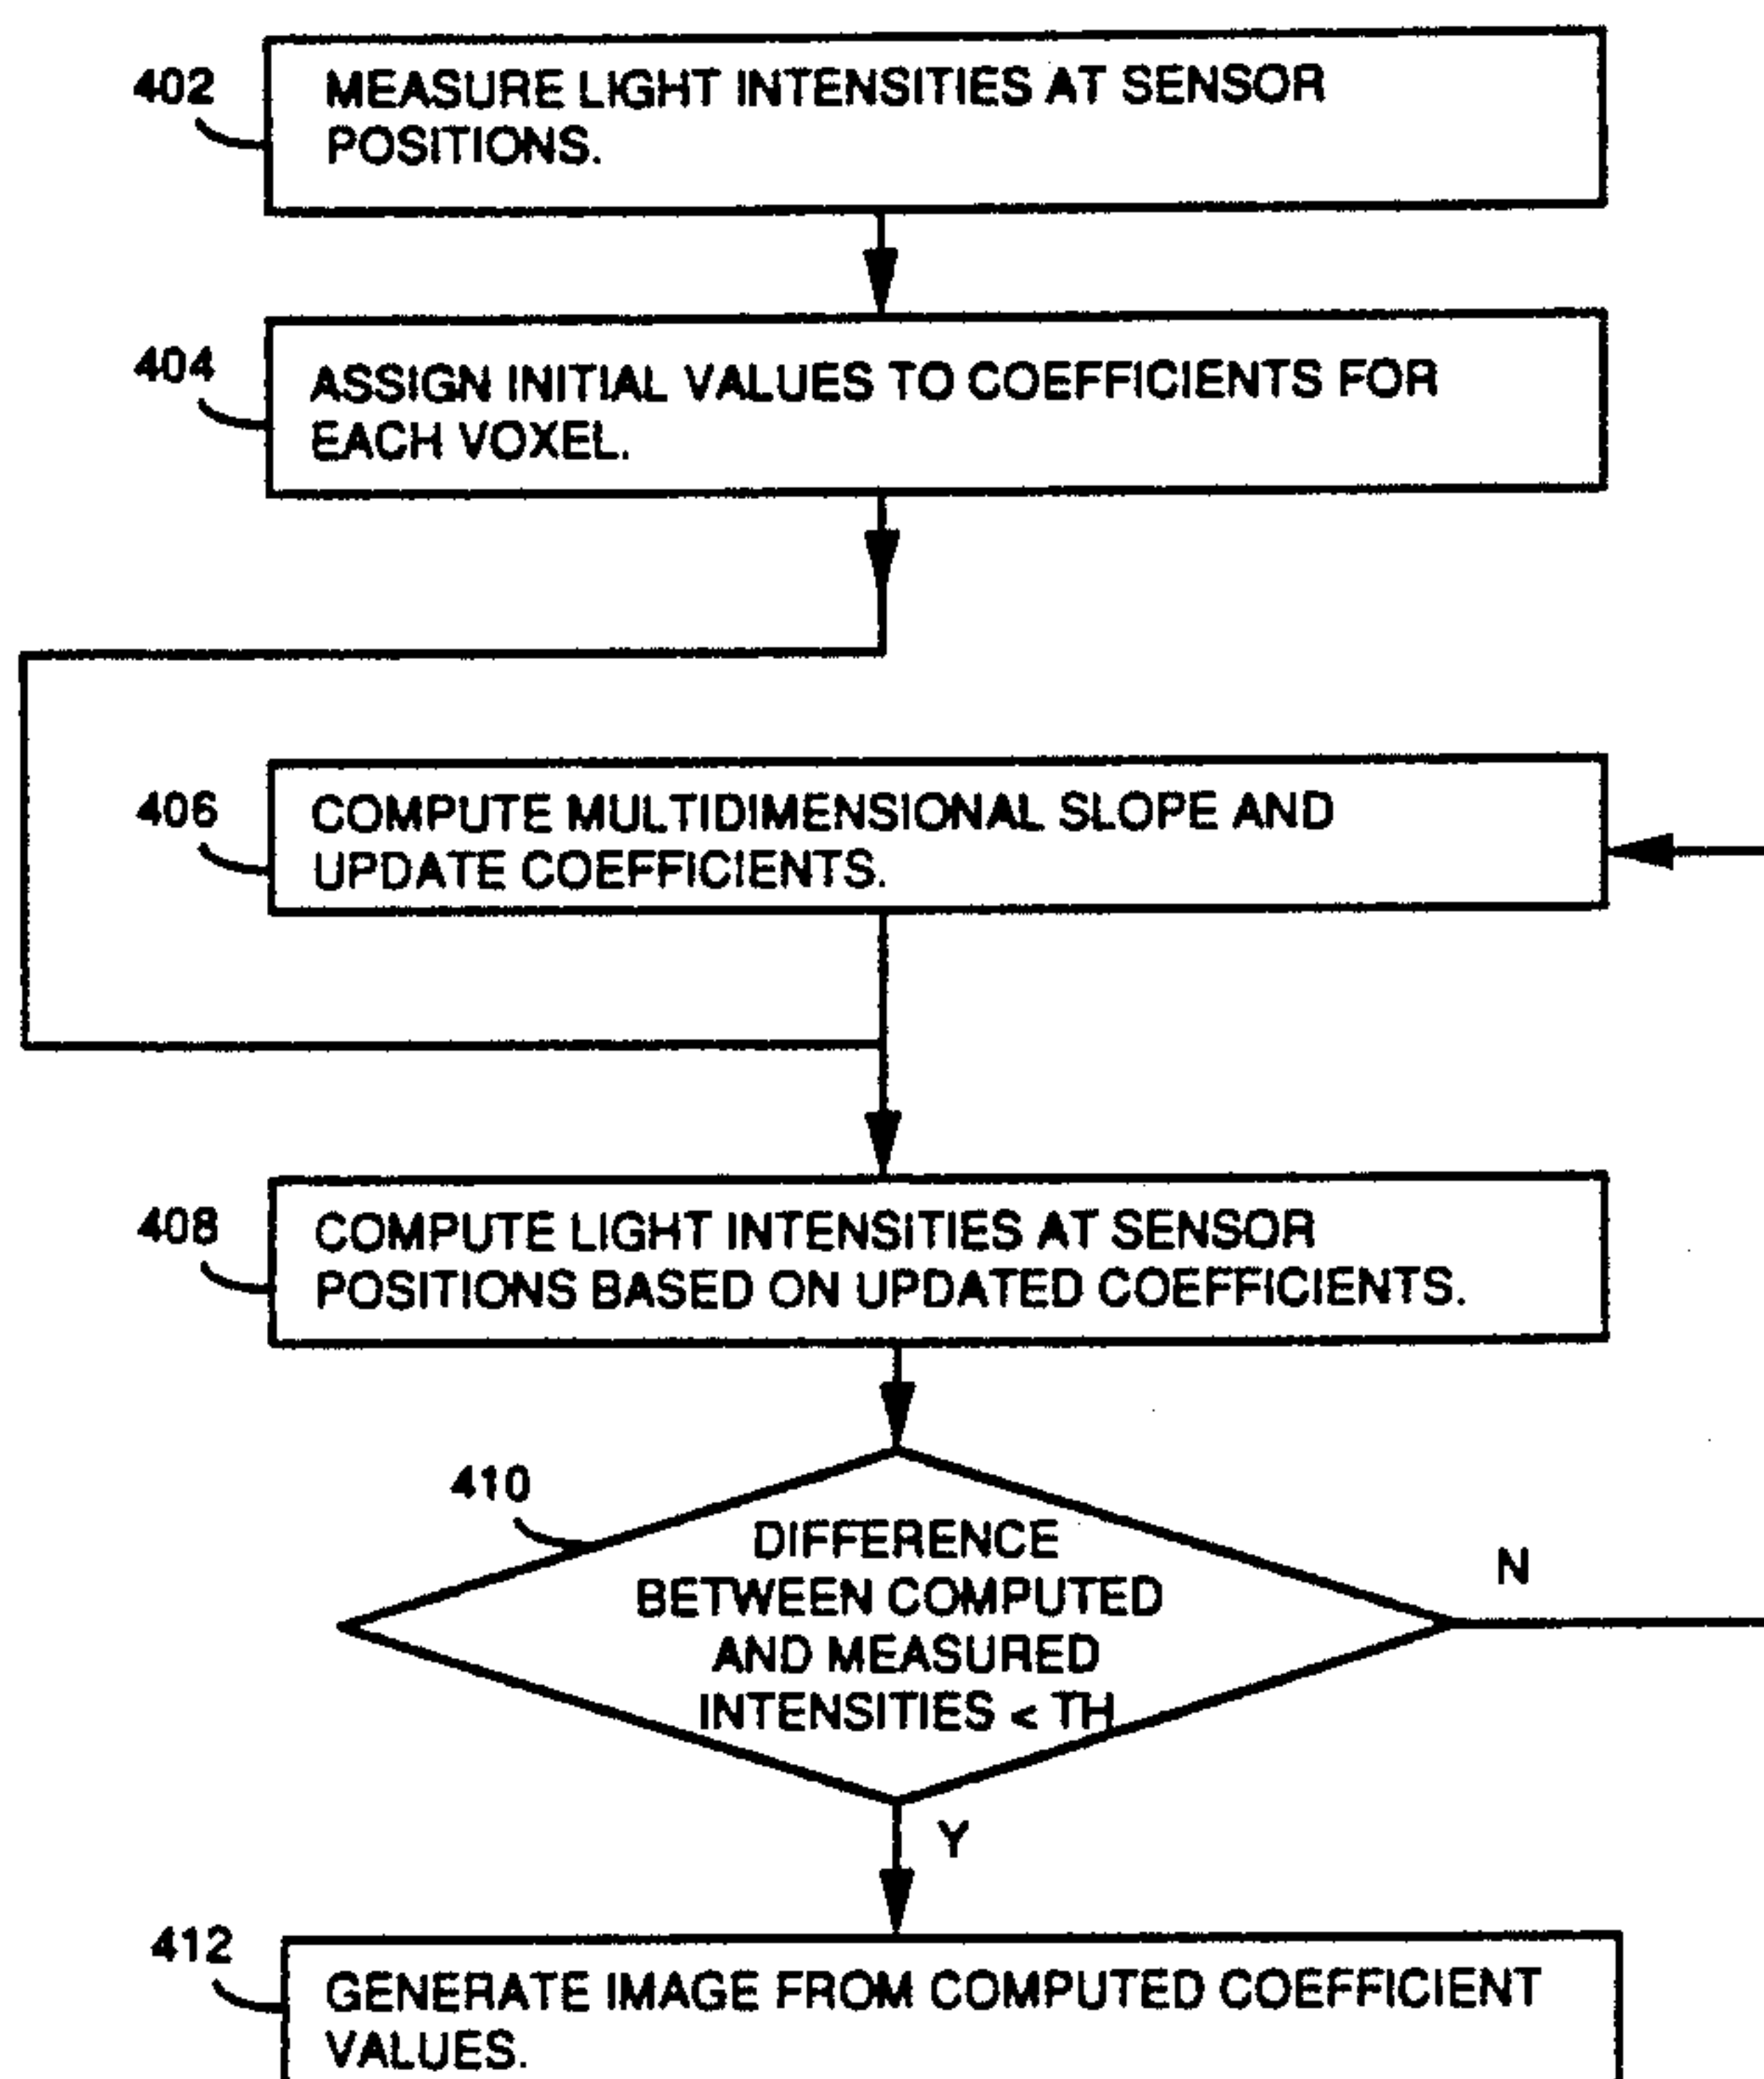 402
MEASURE LIGHT INTENSITIES AT SENSOR
POSITIONS.
404
ASSIGN INITIAL VALUES TO COEFFICIENTS FOR
EACH VOXEL.
406
COMPUTE MULTIDIMENSIONAL SLOPE AND
UPDATE COEFFICIENTS.
408
COMPUTE LIGHT INTENSITIES AT SENSOR
POSITIONS BASED ON UPDATED COEFFICIENTS.
410
DIFFERENCE
BETWEEN COMPUTED
AND MEASURED
INTENSITIES < TH
N
Y
412
GENERATE IMAGE FROM COMPUTED COEFFICIENT
VALUES.